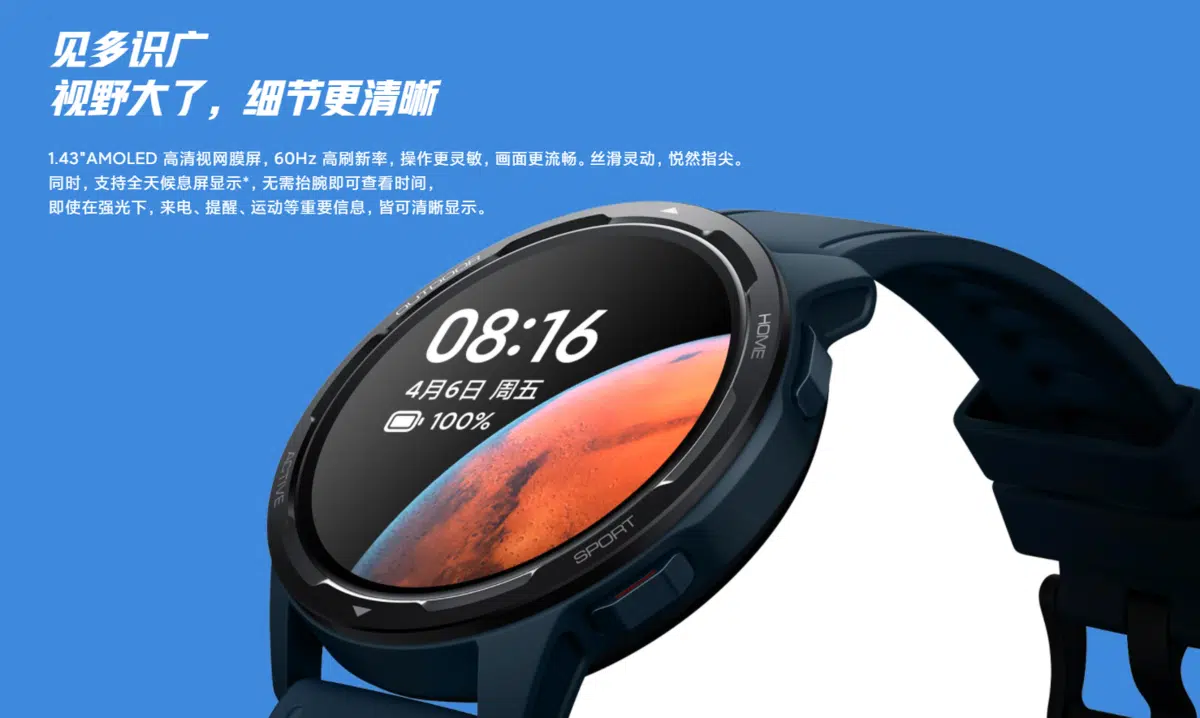 见多识广
视野大了，细节更清晰
1.43"AMOLED 高清视网膜屏，60Hz 高刷新率，操作更灵敏，画面更流畅。丝滑灵动，悦然指尖。
同时，支持全天候息屏显示*，无需抬腕即可查看时间，
即使在强光下，来电、提醒、运动等重要信息，皆可清晰显示。
OUTDOOR
HOME
08:16
4月6日 周五
100%
ACTIVE
SPORT